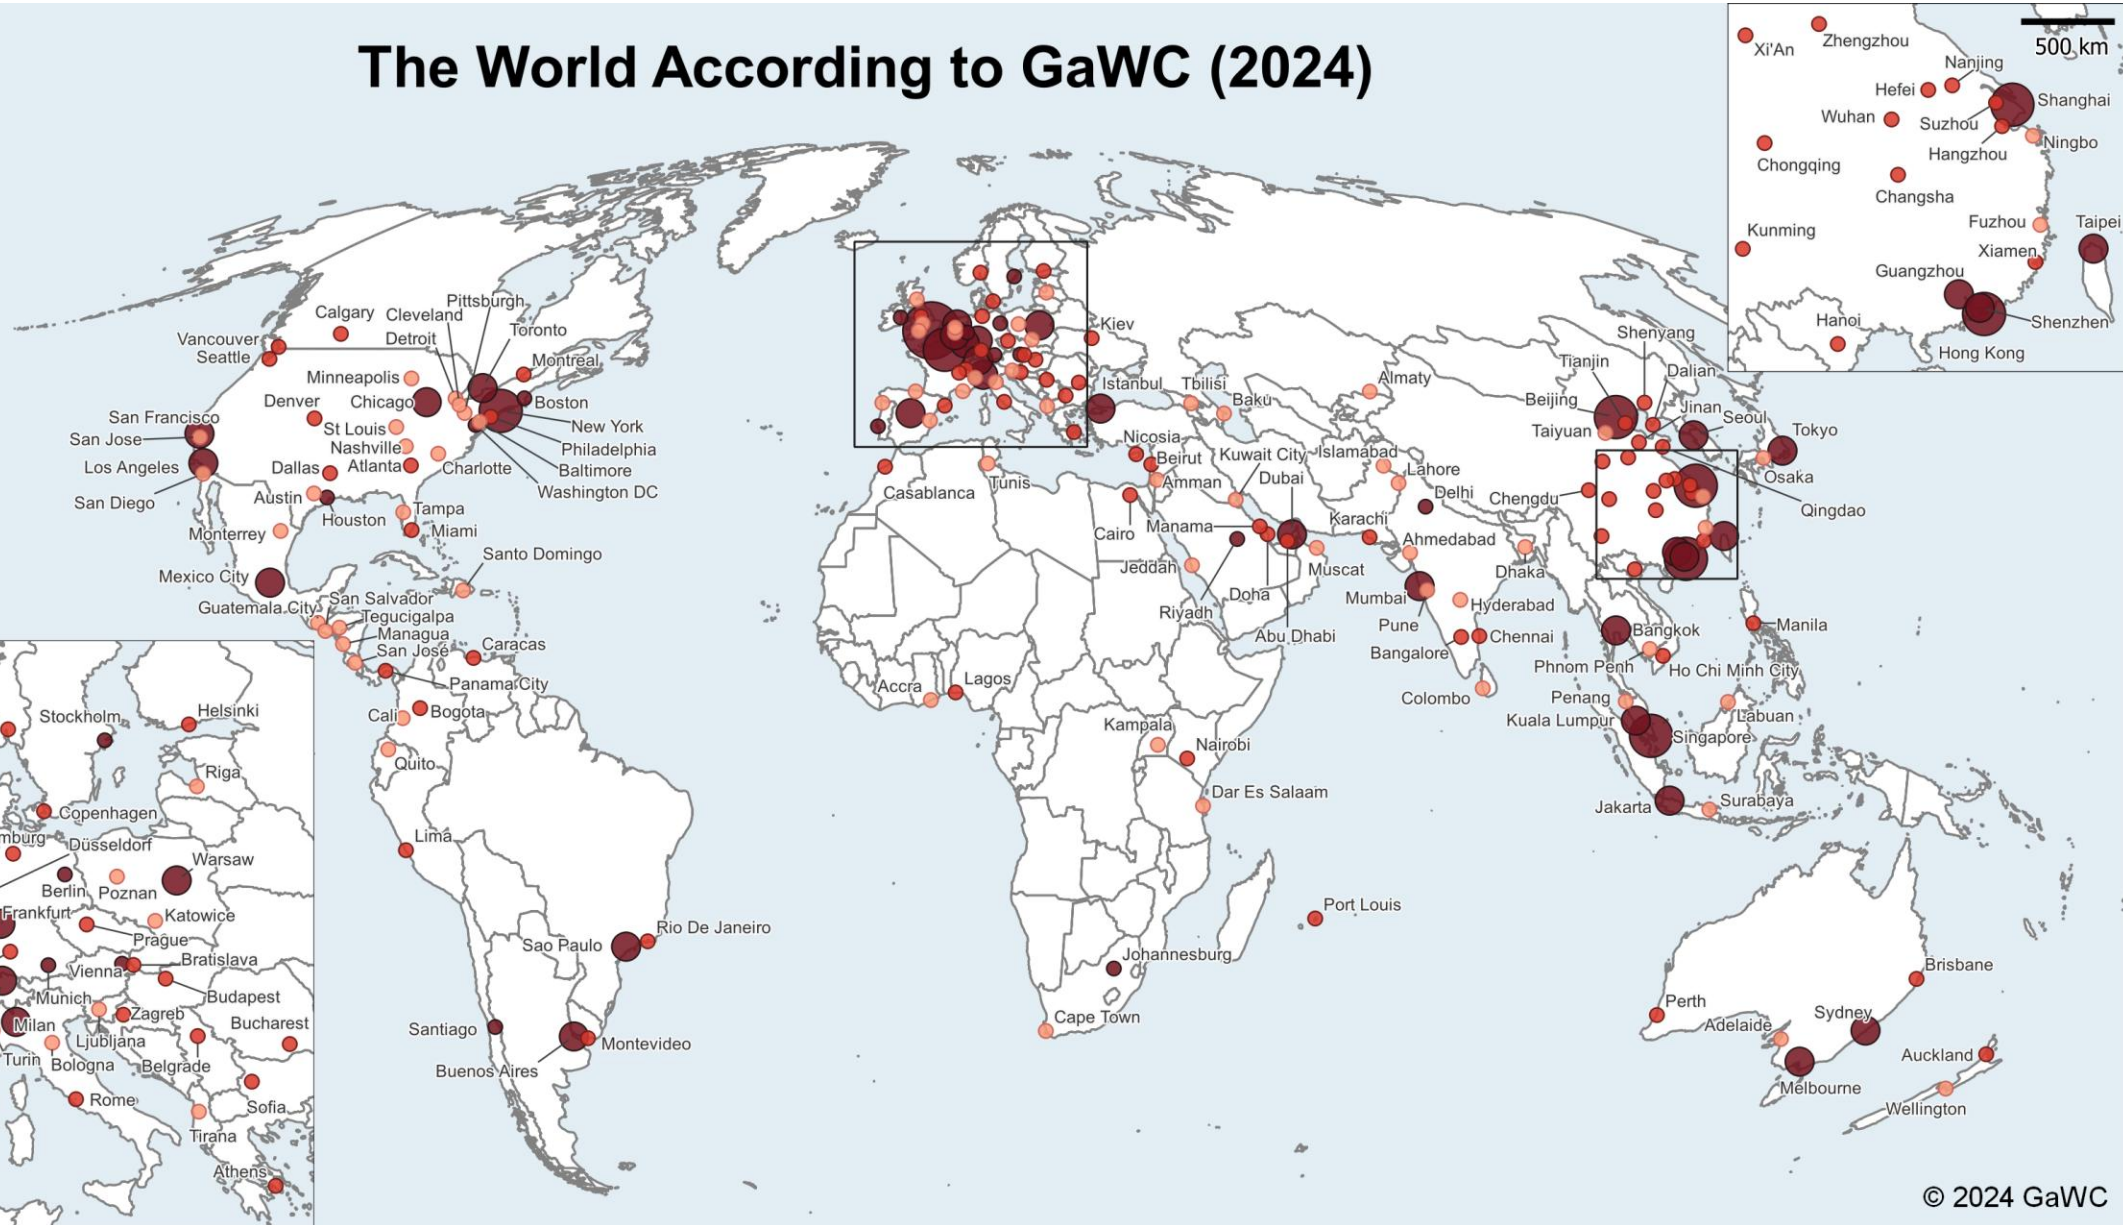 The World According to GaWC (2024)
500 km
Xi'An
Zhengzhou
Nanjing
Hefei
Shanghai
Wuhan
Suzhou
Ningbo
Hangzhou
Chongqing
Changsha
Fuzhou
Taipei
Kunming
Xiamen
Guangzhou
Hanoi
Shenzhen
Hong Kong
Pittsburgh
Calgary
Cleveland
Vancouver
Detroit
Toronto
Seattle
Montreal
Minneapolis
Denver
Chicago
Boston
San Francisco
St Louis
New York
San Jose
Nashville
Philadelphia
Los Angeles
Dallas
Atlanta
Charlotte
Baltimore
San Diego
Austin
Washington DC
Houston
Tampa
Monterrey
Miami
Santo Domingo
Mexico City
San Salvador
Guatemala City
Tegucigalpa
Managua
San José
Caracas
Panama City
Cali
Bogota
Quito
Lima
Rio De Janeiro
Sao Paulo
Santiago
Montevideo
Buenos Aires
Kiev
Istanbul
Tbilisi
Baku
Almaty
Nicosia
Beirut
Kuwait City
Islamabad
Lahore
Amman
Dubai
Delhi
Casablanca
Tunis
Cairo
Manama
Karachi
Ahmedabad
Jeddah
Muscat
Doha
Riyadh
Abu Dhabi
Mumbai
Pune
Hyderabad
Dhaka
Bangalore
Chennai
Colombo
Accra
Lagos
Kampala
Nairobi
Dar Es Salaam
Port Louis
Johannesburg
Cape Town
Shenyang
Tianjin
Dalian
Beijing
Jinan
Seoul
Taiyuan
Tokyo
Osaka
Chengdu
Qingdao
Bangkok
Manila
Phnom Penh
Ho Chi Minh City
Penang
Labuan
Kuala Lumpur
Singapore
Jakarta
Surabaya
Brisbane
Perth
Adelaide
Sydney
Auckland
Melbourne
Wellington
Stockholm
Helsinki
Riga
Copenhagen
mburg
Düsseldorf
Warsaw
Berlin
Poznan
Frankfurt
Katowice
Prague
Vienna
Bratislava
Munich
Budapest
Milan
Zagreb
Bucharest
Ljubljana
Turin
Bologna
Belgrade
Rome
Sofia
Tirana
Athens
© 2024 GaWC